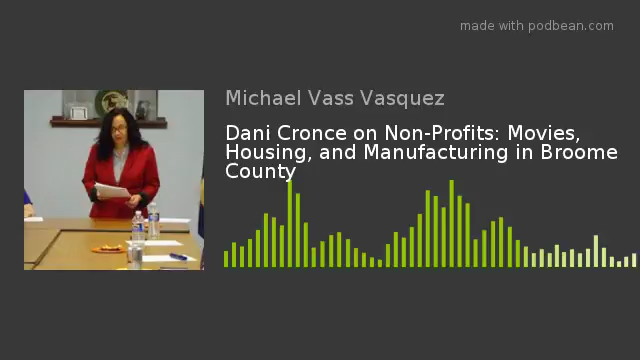 made with podbean.com
Michael Vass Vasquez
Dani Cronce on Non-Profits: Movies,
Housing, and Manufacturing in Broome
County